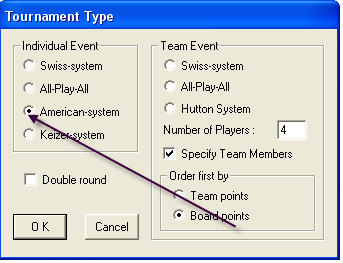 Tournament Type
Individual Event
Swiss-system
All-Play-All
American-system
Keizer-system
Double round
OK
Cancel
Team Event
Swiss-system
All-Play-All
Hutton System
Number of Players : 4
Specify Team Members
Order first by
Team points
Board points